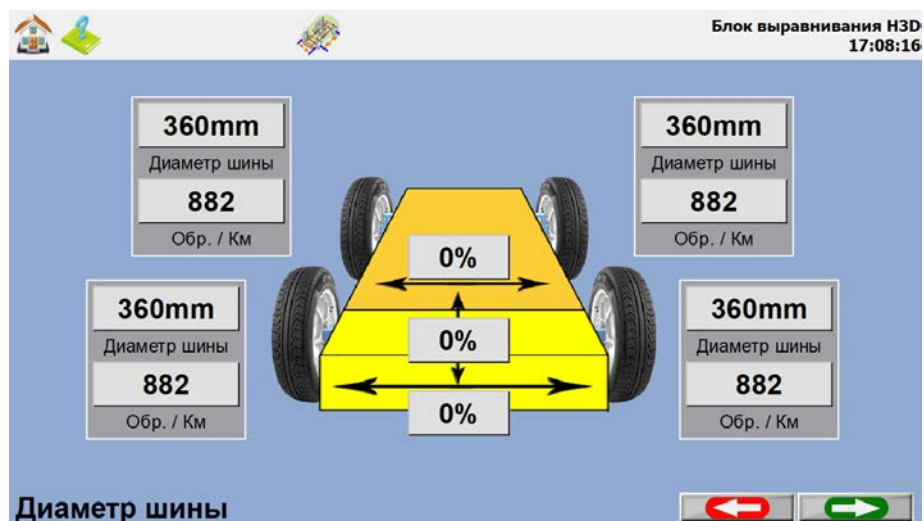 Блок выравнивания H3D
17:08:16
360mm
Диаметр шины
882
Обр. / Км
360mm
Диаметр шины
882
Обр. / Км
0%
360mm
Диаметр шины
882
Обр. / Км
0%
360mm
Диаметр шины
882
Обр. / Км
0%
Диаметр шины